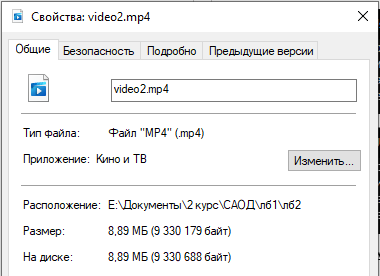 Свойства: video2.mp4
Общие Безопасность Подробно Предыдущие версии
video2.mp4
Тип файла: Файл "MP4" (.mp4)
Приложение: Кино и ТВ Изменить...
Расположение: E:\Документы\2 курс\САОД\лб1\лб2
Размер: 8,89 МБ (9 330 179 байт)
На диске: 8,89 МБ (9 330 688 байт)